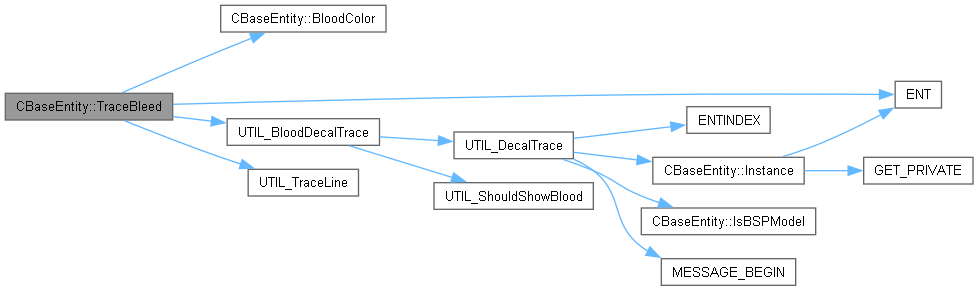 CBaseEntity::BloodColor
CBaseEntity::TraceBleed
ENT
UTIL_BloodDecalTrace
ENTINDEX
UTIL_DecalTrace
CBaseEntity::Instance
GET_PRIVATE
UTIL_TraceLine
UTIL_ShouldShowBlood
CBaseEntity::IsBSPModel
MESSAGE_BEGIN